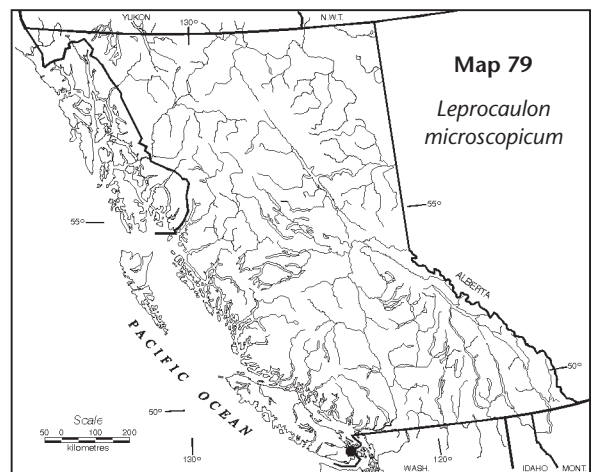 YUKON
N.W.T.
130°
Map 79
Leprocaulon
microscopicum
55°
55°
ALBERTA
PACIFIC OCEAN
50°
50°
Scale
50 0 100 200
kilometres
130°
120°
WASH.
IDAHO
MONT.